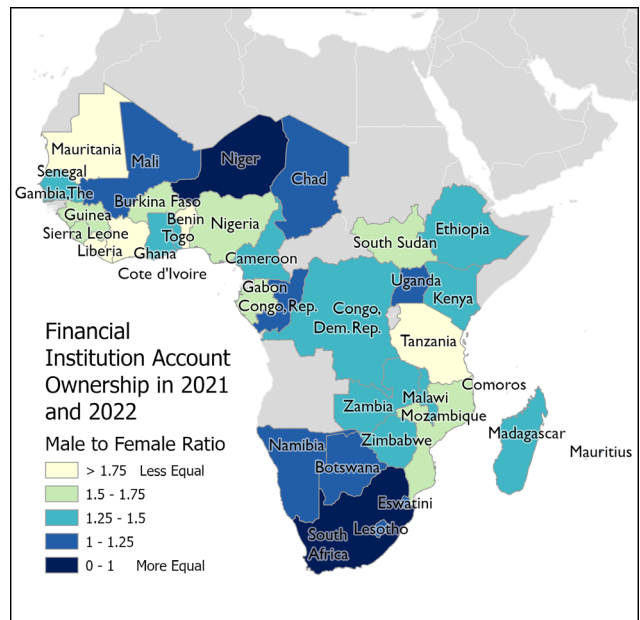 Mauritania
Mali
Niger
Chad
Senegal
Gambia,The
Burkina Faso
Guinea
Benin
Nigeria
Sierra Leone
Togo
Liberia
Ghana
Cote d'Ivoire
Cameroon
South Sudan
Ethiopia
Gabon
Uganda
Congo, Rep.
Congo,
Dem. Rep.
Kenya
Tanzania
Comoros
Malawi
Zambia
Mozambique
Zimbabwe
Madagascar
Mauritius
Namibia
Botswana
Eswatini
Lesotho
South
Africa
Financial
Institution Account
Ownership in 2021
and 2022
Male to Female Ratio
> 1.75 Less Equal
1.5 - 1.75
1.25 - 1.5
1 - 1.25
0 - 1 More Equal